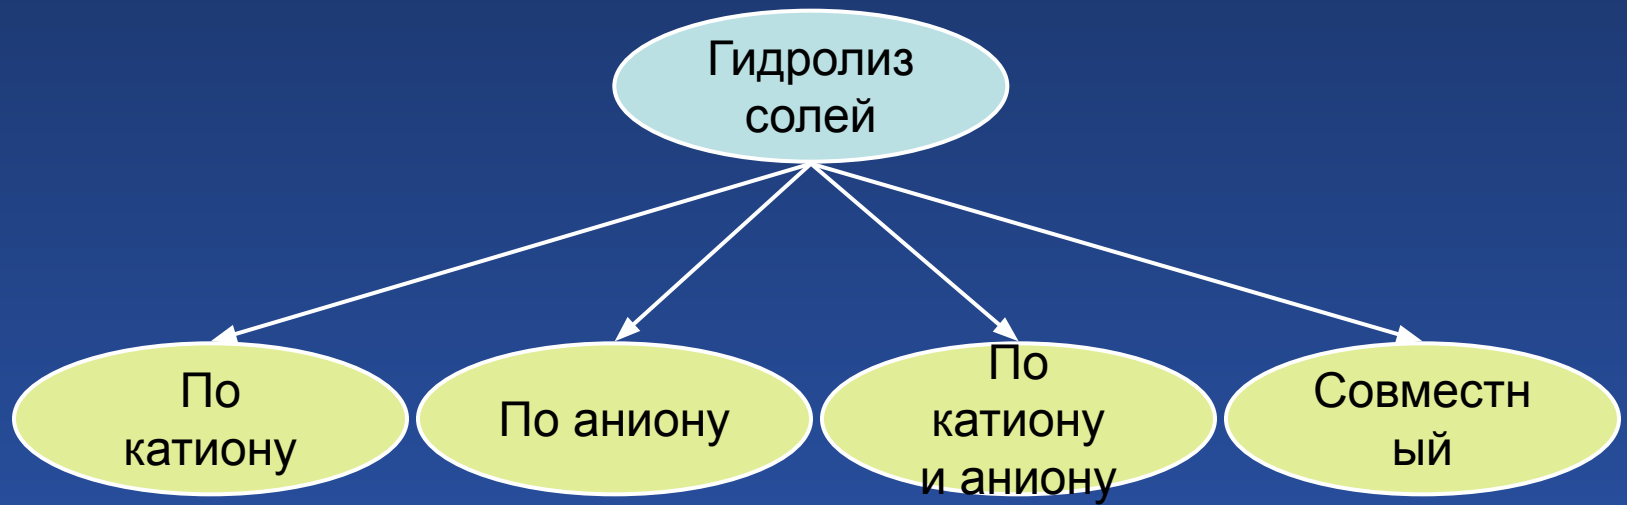 Гидролиз
солей
По
катиону
По аниону
По
катиону
и аниону
Совместн
ый